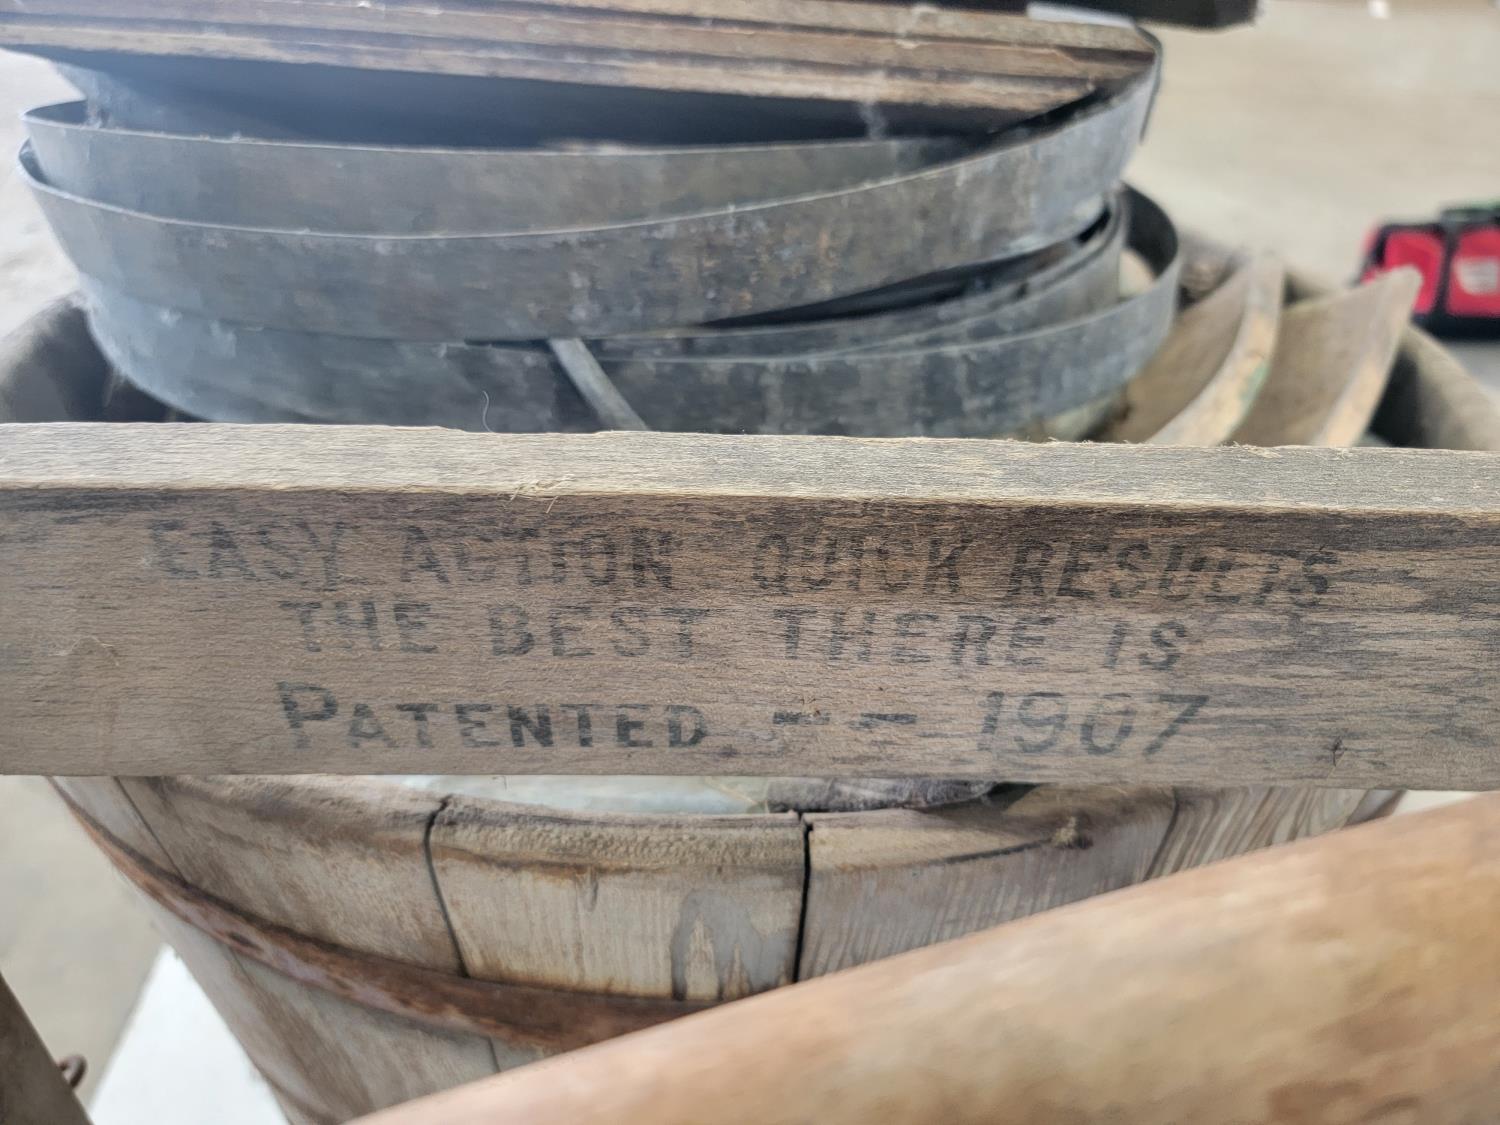 EASY ACTION QUICK RESULTS
THE BEST THERE IS
PATENTED -- 1907